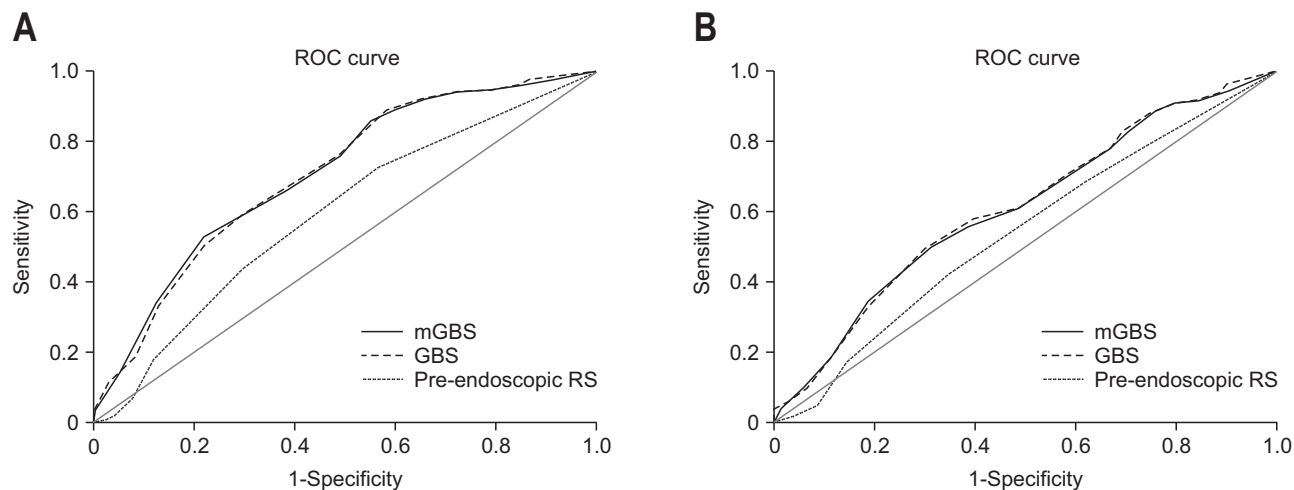 A
ROC curve
1.0
0.8
0.6
0.4
0.2
0
Sensitivity
mGBS
GBS
Pre-endoscopic RS
0 0.2 0.4 0.6 0.8 1.0
1-Specificity
B
ROC curve
1.0
0.8
0.6
0.4
0.2
0
Sensitivity
mGBS
GBS
Pre-endoscopic RS
0 0.2 0.4 0.6 0.8 1.0
1-Specificity